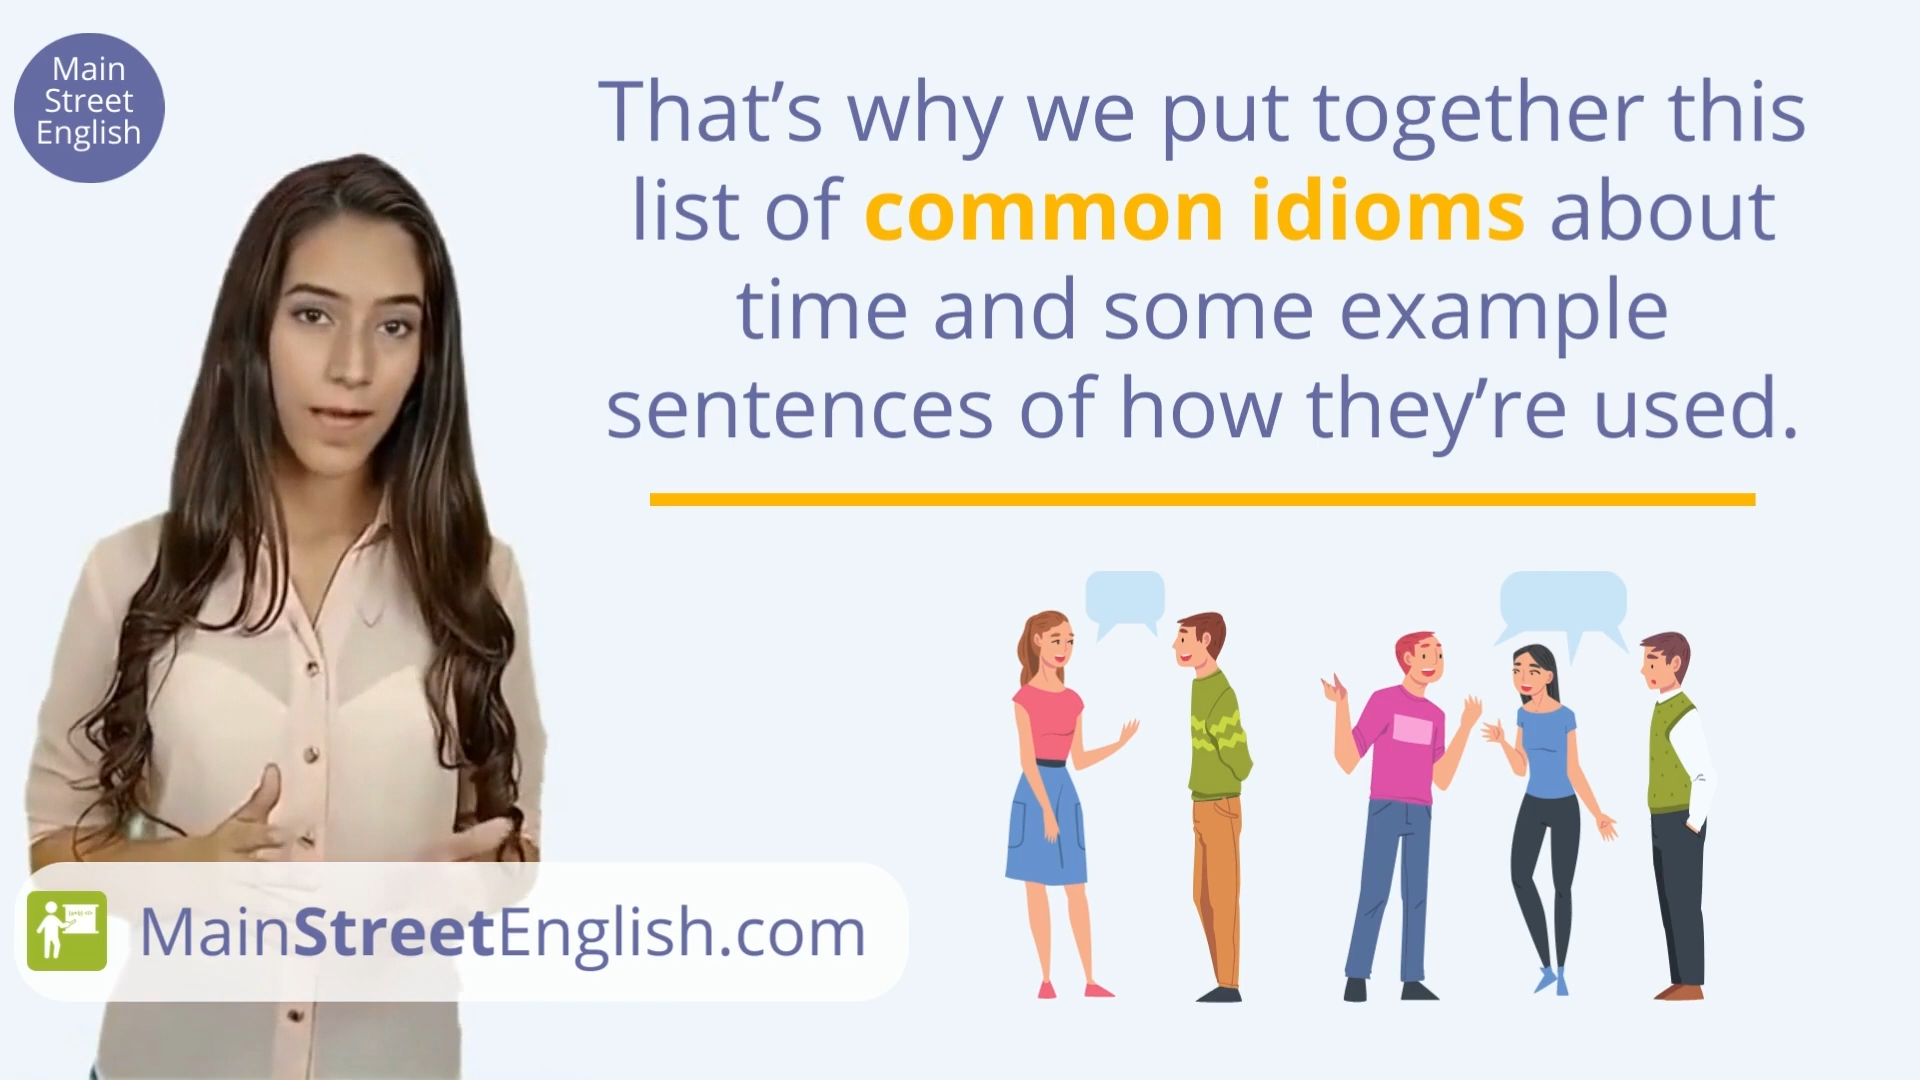 Main
Street
English
That’s why we put together this
list of common idioms about
time and some example
sentences of how they’re used.
MainStreetEnglish.com